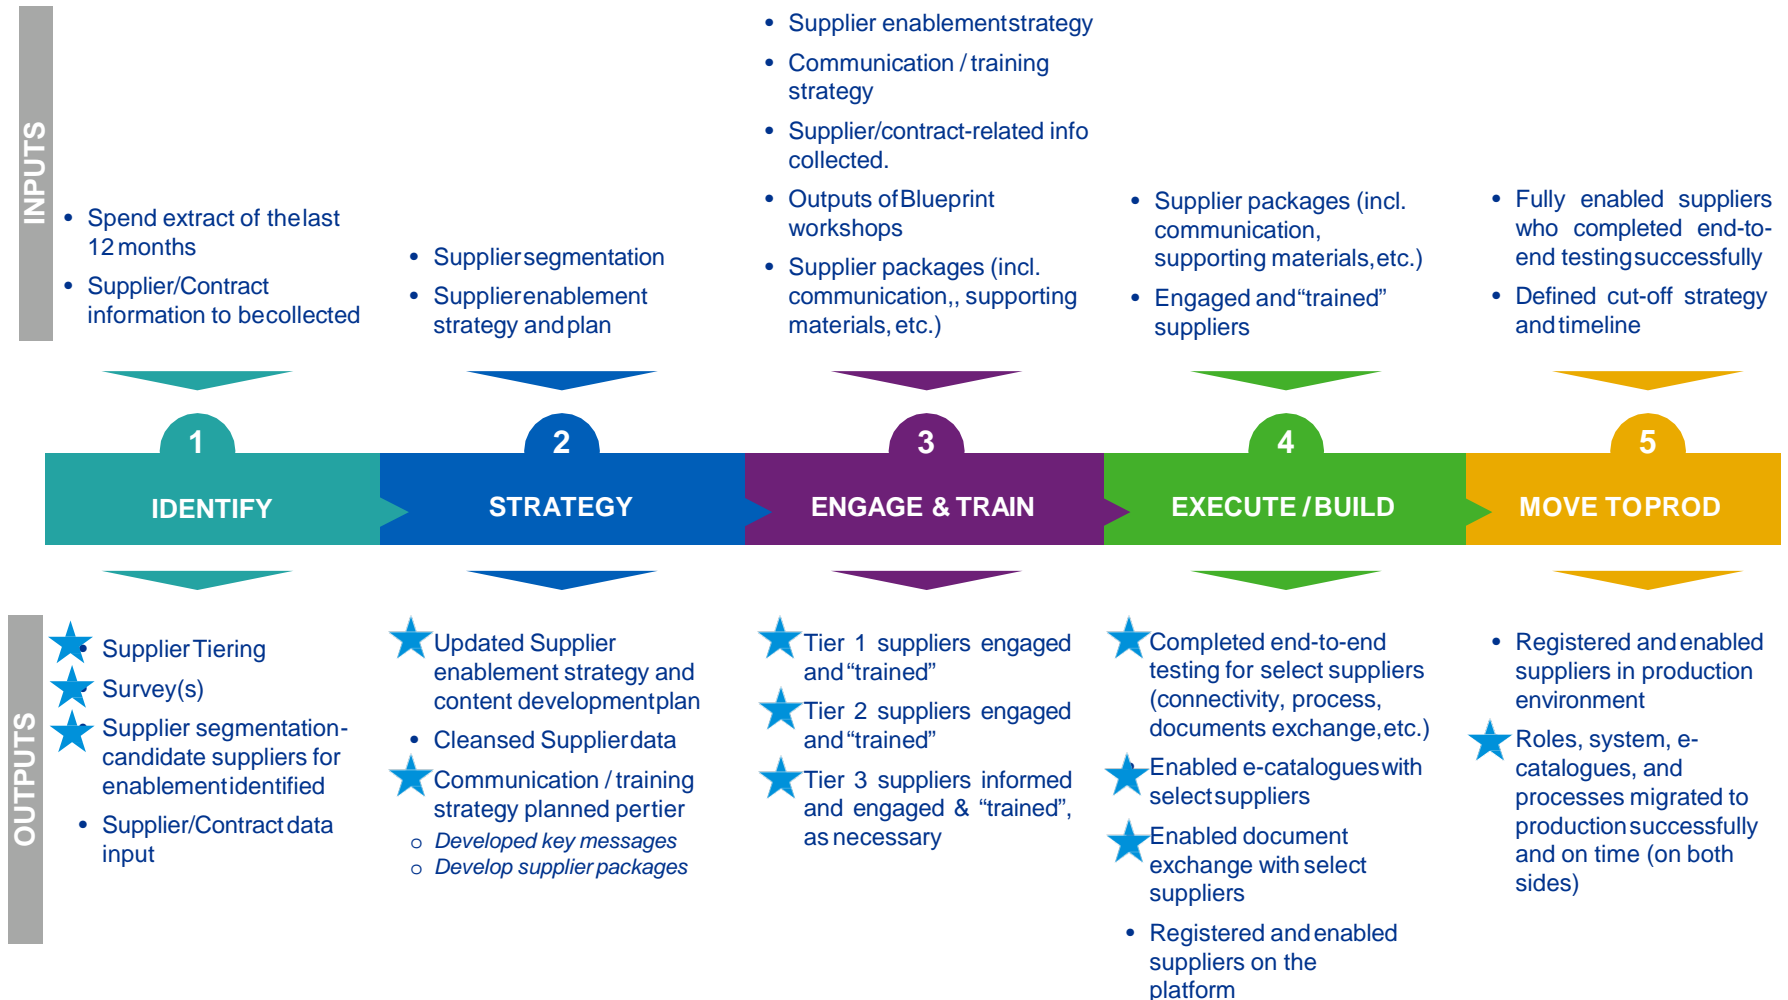 INPUTS
• Spend extract of the last
12 months
• Supplier/Contract
information to be collected
• Supplier segmentation
• Supplier enablement
strategy and plan
• Supplier enablement strategy
• Communication / training
strategy
• Supplier/contract-related info
collected.
• Outputs of Blueprint
workshops
• Supplier packages (incl.
communication,, supporting
materials, etc.)
• Supplier packages (incl.
communication,
supporting materials, etc.)
• Engaged and “trained”
suppliers
• Fully enabled suppliers
who completed end-to-
end testing successfully
• Defined cut-off strategy
and timeline
1
2
3
4
5
IDENTIFY
STRATEGY
ENGAGE & TRAIN
EXECUTE / BUILD
MOVE TO PROD
OUTPUTS
• Supplier Tiering
• Survey(s)
Supplier segmentation-
candidate suppliers for
enablement identified
• Supplier/Contract data
input
Updated Supplier
enablement strategy and
content development plan
• Cleansed Supplier data
Communication / training
strategy planned per tier
o Developed key messages
o Develop supplier packages
Tier 1 suppliers engaged
and “trained”
Tier 2 suppliers engaged
and “trained”
Tier 3 suppliers informed
and engaged & “trained”,
as necessary
Completed end-to-end
testing for select suppliers
(connectivity, process,
documents exchange, etc.)
• Enabled e-catalogues with
select suppliers
Enabled document
exchange with select
suppliers
• Registered and enabled
suppliers on the
platform
• Registered and enabled
suppliers in production
environment
Roles, system, e-
catalogues, and
processes migrated to
production successfully
and on time (on both
sides)